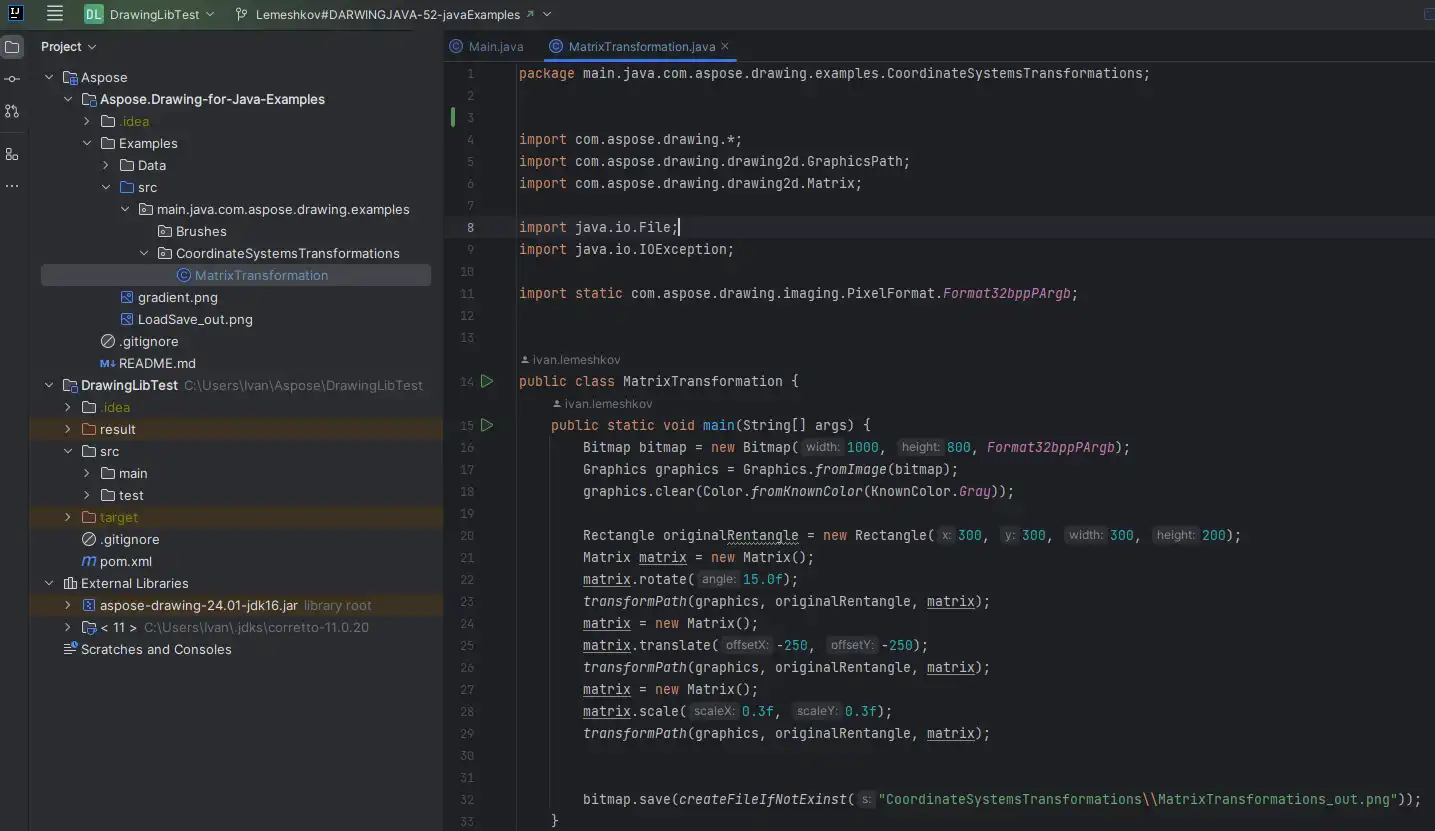 DL DrawingLibTest Lemeshkov#DARWINGJAVA-52-javaExamples
Project
Aspose
Aspose.Drawing-for-Java-Examples
.idea
Examples
Data
src
main.java.com.aspose.drawing.examples
Brushes
CoordinateSystemsTransformations
MatrixTransformation
gradient.png
LoadSave_out.png
.gitignore
README.md
DrawingLibTest C:\Users\Ivan\Aspose\DrawingLibTest
.idea
result
src
main
test
target
.gitignore
pom.xml
External Libraries
aspose-drawing-24.01-jdk16.jar library root
< 11 > C:\Users\Ivan\.jdks\corretto-11.0.20
Scratches and Consoles
Main.java MatrixTransformation.java
1 package main.java.com.aspose.drawing.examples.CoordinateSystemsTransformations;
2
3
4 import com.aspose.drawing.*;
5 import com.aspose.drawing.drawing2d.GraphicsPath;
6 import com.aspose.drawing.drawing2d.Matrix;
7
8 import java.io.File;
9 import java.io.IOException;
10
11 import static com.aspose.drawing.imaging.PixelFormat.Format32bppPArgb;
12
13
ivan.lemeshkov
14 public class MatrixTransformation {
ivan.lemeshkov
15 public static void main(String[] args) {
16 Bitmap bitmap = new Bitmap( width: 1000, height: 800, Format32bppPArgb);
17 Graphics graphics = Graphics.fromImage(bitmap);
18 graphics.clear(Color.fromKnownColor(KnownColor.Gray));
19
20 Rectangle originalRentangle = new Rectangle( x: 300, y: 300, width: 300, height: 200);
21 Matrix matrix = new Matrix();
22 matrix.rotate( angle: 15.0f);
23 transformPath(graphics, originalRentangle, matrix);
24 matrix = new Matrix();
25 matrix.translate( offsetX: -250, offsetY: -250);
26 transformPath(graphics, originalRentangle, matrix);
27 matrix = new Matrix();
28 matrix.scale( scaleX: 0.3f, scaleY: 0.3f);
29 transformPath(graphics, originalRentangle, matrix);
30
31
32 bitmap.save(createFileIfNotExinst( s: "CoordinateSystemsTransformations\\MatrixTransformations_out.png"));
33 }